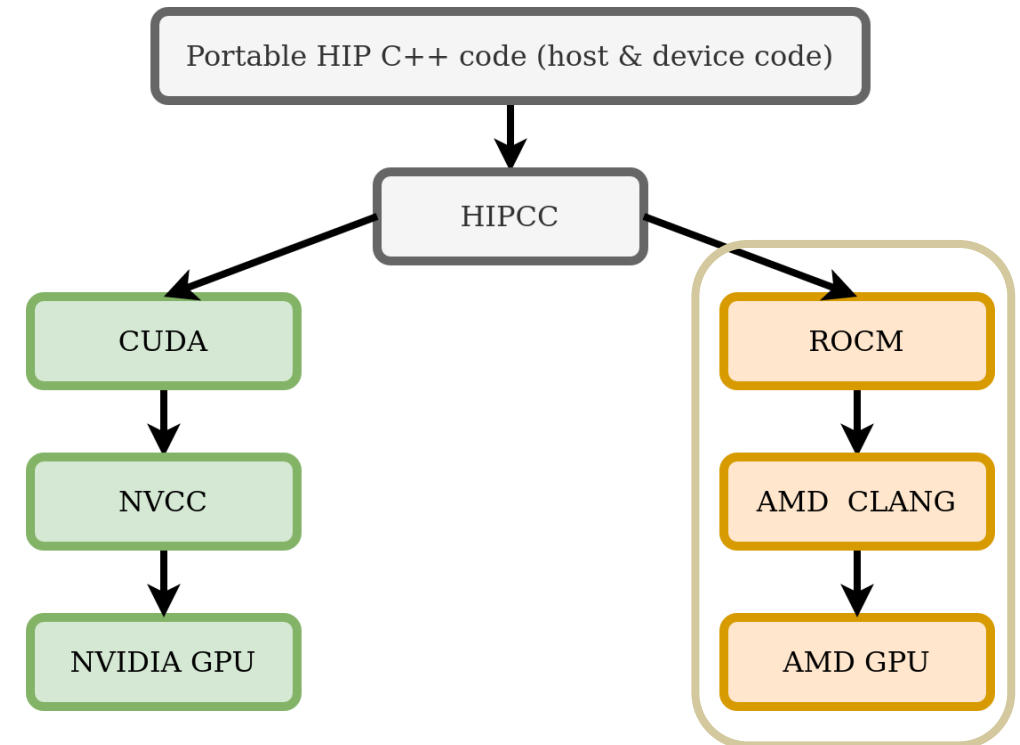 Portable HIP C++ code (host & device code)
HIPCC
CUDA
ROCM
NVCC
AMD  CLANG
NVIDIA GPU
AMD GPU